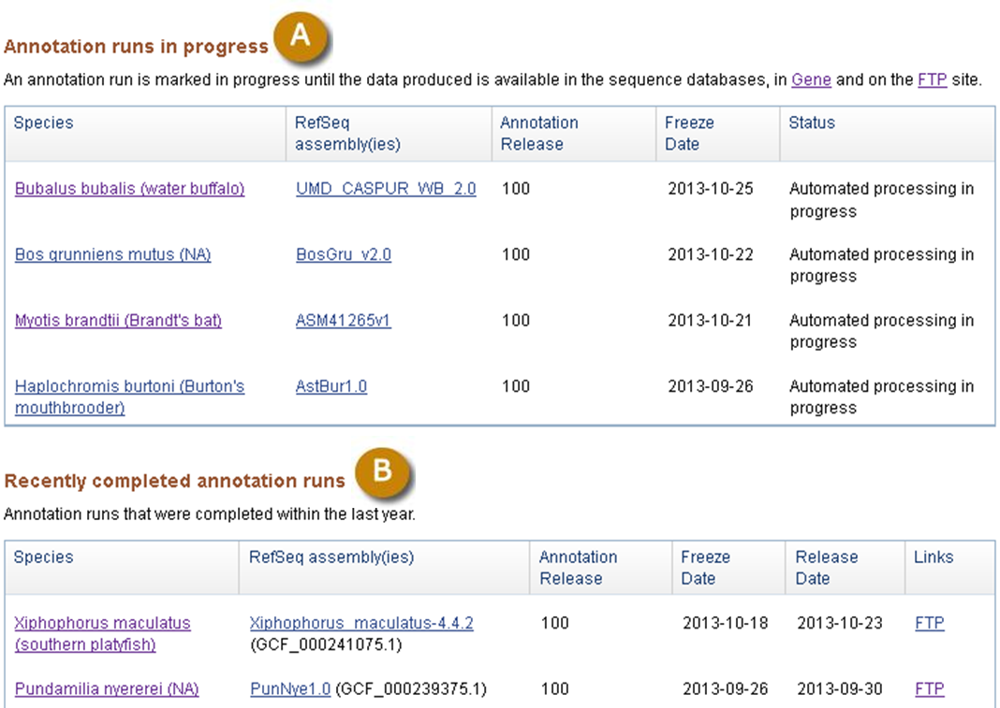 Annotation runs in progress A
An annotation run is marked in progress until the data produced is available in the sequence databases, in Gene and on the FTP site.
Species RefSeq assembly(ies) Annotation Release Freeze Date Status
Bubalus bubalis (water buffalo) UMD_CASPUR_WB_2.0 100 2013-10-25 Automated processing in
progress
Bos grunniens mutus (NA) BosGru_v2.0 100 2013-10-22 Automated processing in
progress
Myotis brandtii (Brandt's bat) ASM41265v1 100 2013-10-21 Automated processing in
progress
Haplochromis burtoni (Burton's AstBur1.0 100 2013-09-26 Automated processing in
mouthbrooder) progress
Recently completed annotation runs B
Annotation runs that were completed within the last year.
Species RefSeq assembly(ies) Annotation Freeze Release Links
Release Date Date
Xiphophorus maculatus Xiphophorus_maculatus-4.4.2 100 2013-10-18 2013-10-23 FTP
(southern platyfish) (GCF_000241075.1)
Pundamilia nyererei (NA) PunNye1.0 (GCF_000239375.1) 100 2013-09-26 2013-09-30 FTP